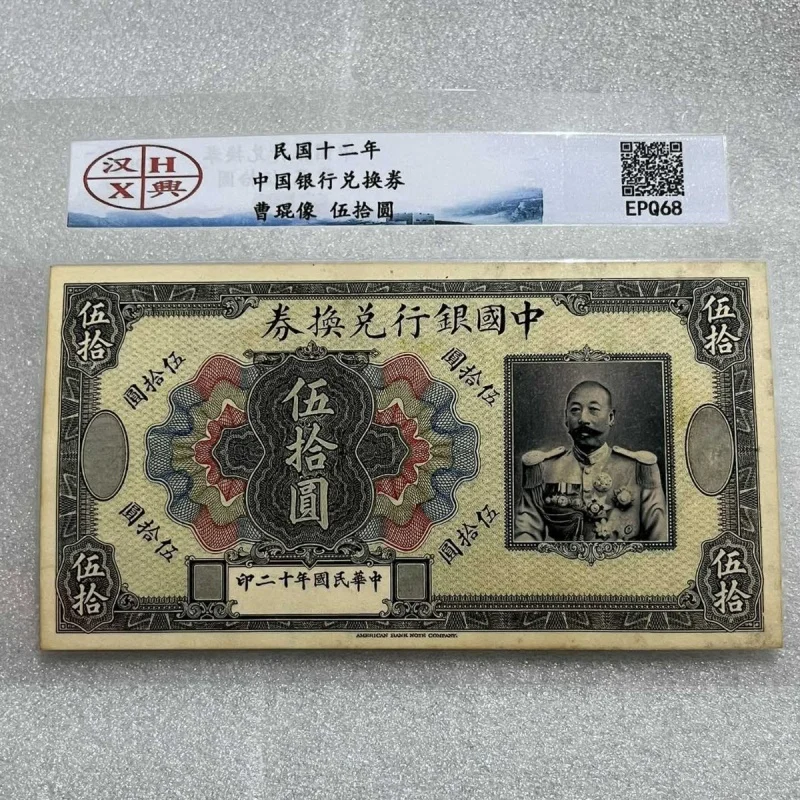 汉 H
X 興
民国十二年
中国银行兑换券
曹琨像 伍拾圆
EPQ68
中國銀行兌換券
伍拾
伍拾
伍拾圓
伍拾圓
伍拾圓
伍拾圓
伍拾圓
伍拾
伍拾
中華民國年十二印
AMERICAN BANK NOTE COMPANY.